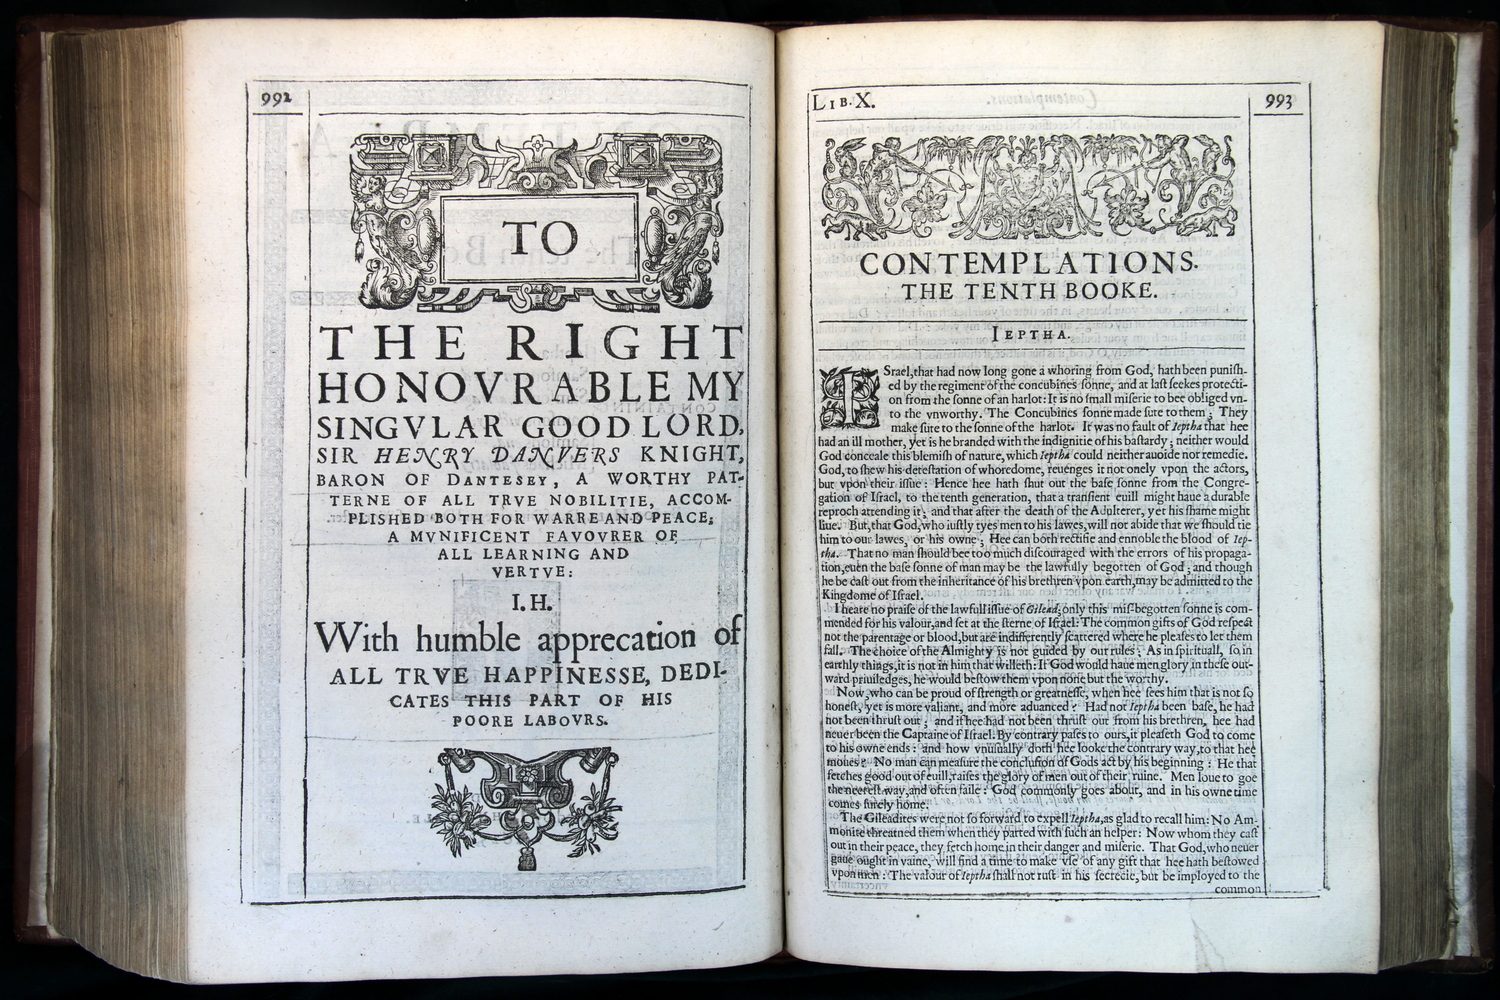 992
TO
THE RIGHT
HONOVRABLE MY
SINGVLAR GOOD LORD,
SIR HENRY DANVERS KNIGHT,
BARON OF DANTESEY, A WORTHY PAT-
TERNE OF ALL TRVE NOBILITIE, ACCOM-
PLISHED BOTH FOR WARRE AND PEACE;
A MVNIFICENT FAVOVRER OF
ALL LEARNING AND
VERTVE:
I. H.
With humble apprecation of
ALL TRVE HAPPINESSE, DEDI-
CATES THIS PART OF HIS
POORE LABOVRS.
LIB. X.
993
CONTEMPLATIONS.
THE TENTH BOOKE.
IEPTHA.
ISrael, that had now long gone a whoring from God, hath been puniſh-
ed by the regiment of the concubines ſonne, and at laſt ſeekes protecti-
on from the ſonne of an harlot: It is no ſmall miſerie to bee obliged vn-
to the vnworthy. The Concubines ſonne made ſute to them; They
make ſute to the ſonne of the harlot. It was no fault of Ieptha that hee
had an ill mother, yet is he branded with the indignitie of his baſtardy; neither would
God conceale this blemiſh of nature, which Ieptha could neither auoide nor remedie.
God, to ſhew his deteſtation of whoredome, reuenges it not onely vpon the actors,
but vpon their iſſue: Hence hee hath ſhut out the baſe ſonne from the Congre-
gation of Iſrael, to the tenth generation, that a tranſient euill might haue a durable
reproch attending it; and that after the death of the Adulterer, yet his ſhame might
liue. But, that God, who iuſtly tyes men to his lawes, will not abide that we ſhould tie
him to our lawes, or his owne; Hee can both rectifie and ennoble the blood of Iep-
tha. That no man ſhould bee too much diſcouraged with the errors of his propaga-
tion, euen the baſe ſonne of man may be the lawfully begotten of God; and though
he be caſt out from the inheritance of his brethren vpon earth, may be admitted to the
Kingdome of Iſrael.
I heare no praiſe of the lawfull iſſue of Gilead; only this miſ-begotten ſonne is com-
mended for his valour, and ſet at the ſterne of Iſrael: The common gifts of God reſpect
not the parentage or blood, but are indifferently ſcattered where he pleaſes to let them
fall. The choice of the Almighty is not guided by our rules; As in ſpirituall, ſo in
earthly things, it is not in him that willeth: If God would haue men glory in theſe out-
ward priuiledges, he would beſtow them vpon none but the worthy.
Now, who can be proud of ſtrength or greatneſſe, when hee ſees him that is not ſo
honeſt, yet is more valiant, and more aduanced? Had not Ieptha been baſe, he had
not been thruſt out; and if hee had not been thruſt out from his brethren, hee had
neuer been the Captaine of Iſrael. By contrary paſes to ours, it pleaſeth God to come
to his owne ends: and how vnuſually doth hee looke the contrary way, to that hee
moues? No man can meaſure the concluſion of Gods act by his beginning: He that
fetches good out of euill, raiſes the glory of men out of their ruine. Men loue to goe
the neereſt way, and often faile: God commonly goes about, and in his owne time
comes ſurely home.
The Gileadites were not ſo forward to expell Ieptha, as glad to recall him: No Am-
monite threatned them when they parted with ſuch an helper: Now whom they caſt
out in their peace, they fetch home in their danger and miſerie. That God, who neuer
gaue ought in vaine, will find a time to make vſe of any gift that hee hath beſtowed
vpon men: The valour of Ieptha ſhall not ruſt in his ſecrecie, but be imployed to the
common